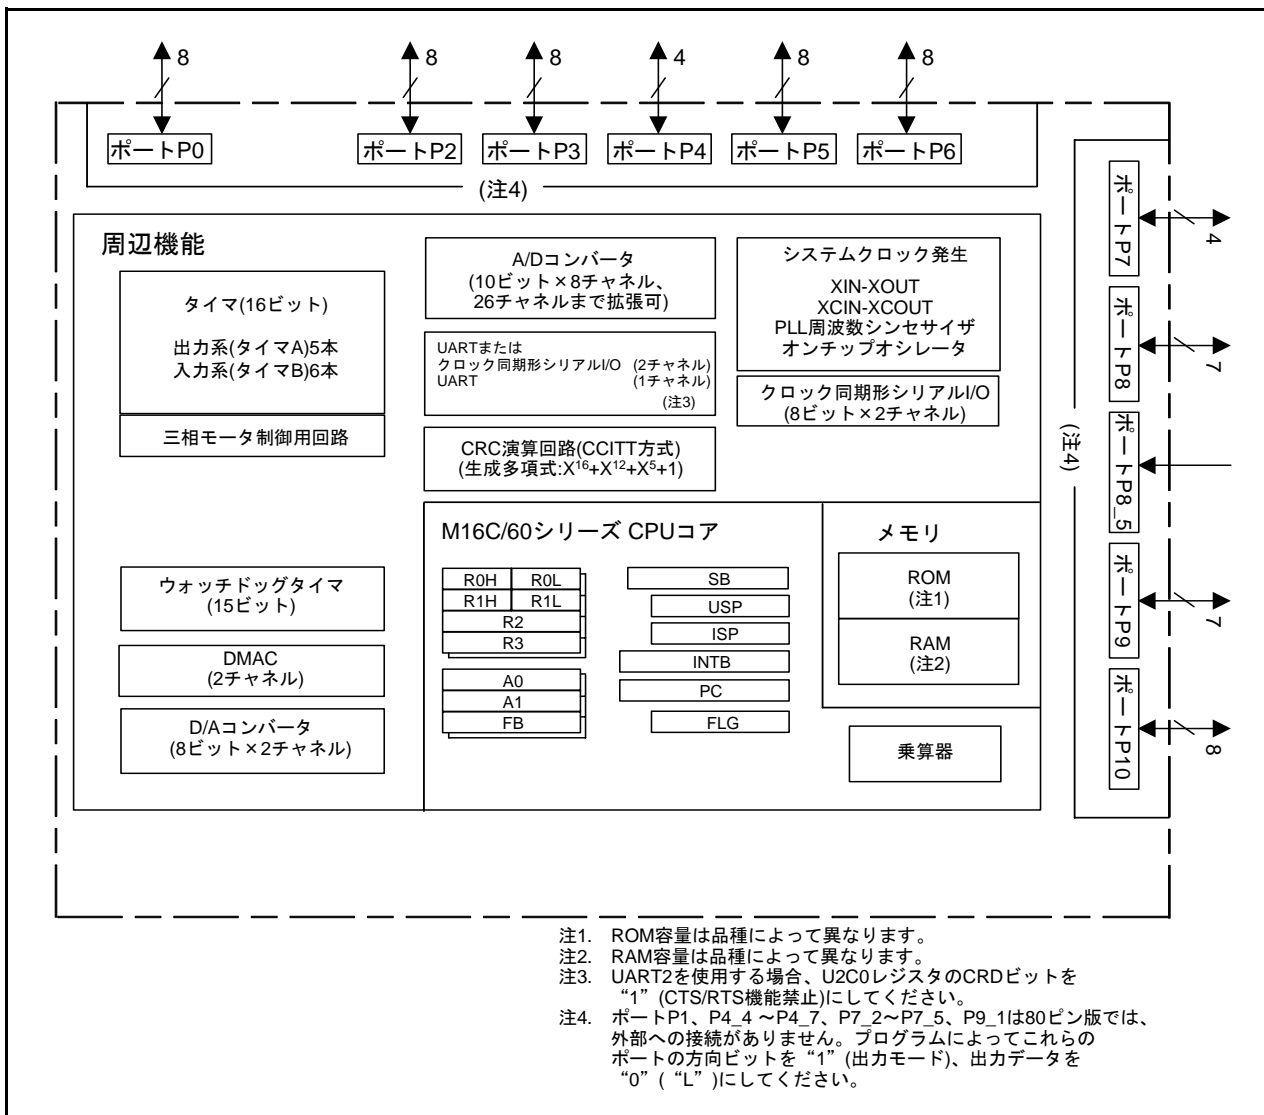 8
8
8
4
8
8
ポートP0
ポートP2
ポートP3
ポートP4
ポートP5
ポートP6
(注4)
周辺機能
タイマ(16ビット)
出力系(タイマA)5本
入力系(タイマB)6本
三相モータ制御用回路
ウォッチドッグタイマ
(15ビット)
DMAC
(2チャネル)
D/Aコンバータ
(8ビット×2チャネル)
A/Dコンバータ
(10ビット×8チャネル、
26チャネルまで拡張可)
UARTまたは
クロック同期形シリアルI/O (2チャネル)
UART (1チャネル)
(注3)
CRC演算回路(CCITT方式)
(生成多項式:X¹⁶+X¹²+X⁵+1)
システムクロック発生
XIN-XOUT
XCIN-XCOUT
PLL周波数シンセサイザ
オンチップオシレータ
クロック同期形シリアルI/O
(8ビット×2チャネル)
M16C/60シリーズ CPUコア
R0H R0L
R1H R1L
R2
R3
A0
A1
FB
SB
USP
ISP
INTB
PC
FLG
メモリ
ROM
(注1)
RAM
(注2)
乗算器
(注4)
ポートP7
4
ポートP8
7
ポートP8_5
ポートP9
7
ポートP10
8
注1. ROM容量は品種によって異なります。
注2. RAM容量は品種によって異なります。
注3. UART2を使用する場合、U2C0レジスタのCRDビットを
“1”(CTS/RTS機能禁止)にしてください。
注4. ポートP1、P4_4～P4_7、P7_2～P7_5、P9_1は80ピン版では、
外部への接続がありません。プログラムによってこれらの
ポートの方向ビットを“1”(出力モード)、出力データを
“0”(“L”)にしてください。